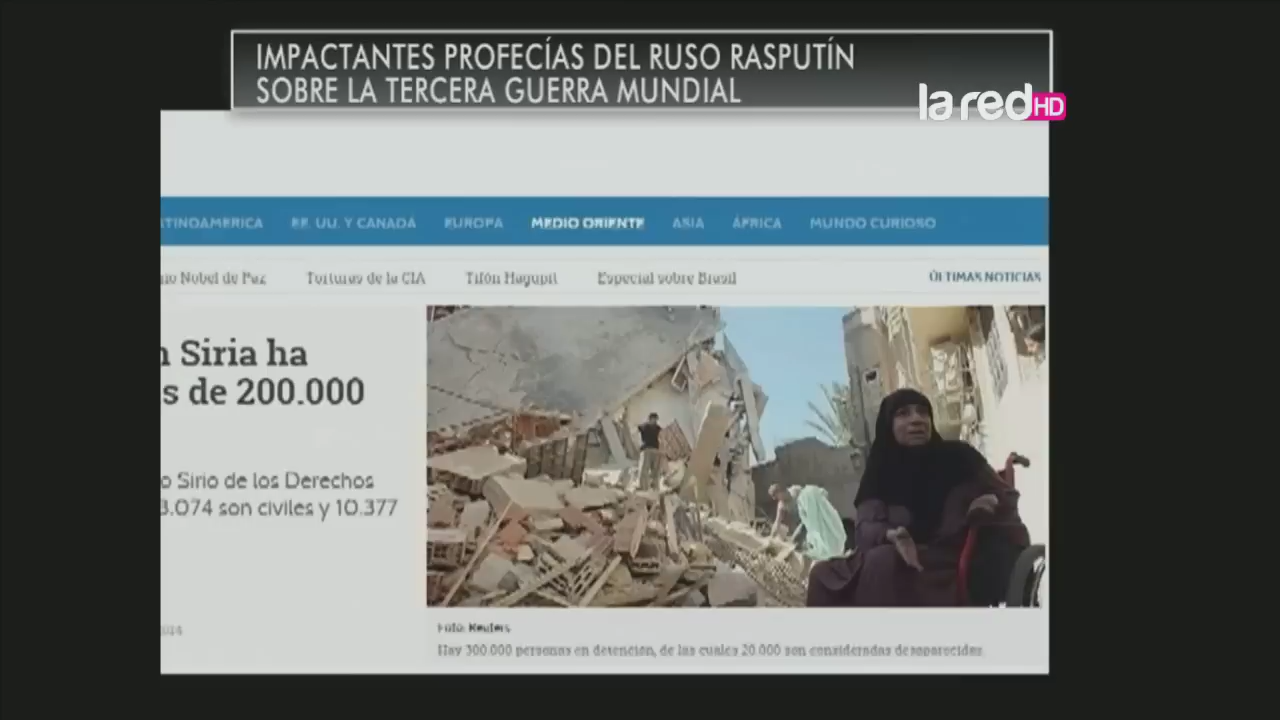 IMPACTANTES PROFECÍAS DEL RUSO RASPUTÍN
SOBRE LA TERCERA GUERRA MUNDIAL
la red HD
TINOAMERICA EE. UU. Y CANADÁ EUROPA MEDIO ORIENTE ASIA ÁFRICA MUNDO CURIOSO
io Nobel de Paz Torturas de la CIA Tifón Hagupit Especial sobre Brasil ÚLTIMAS NOTICIAS
n Siria ha
s de 200.000
o Sirio de los Derechos
3.074 son civiles y 10.377
Foto: Reuters
Hay 300.000 personas en detención, de las cuales 20.000 son consideradas desaparecidas.